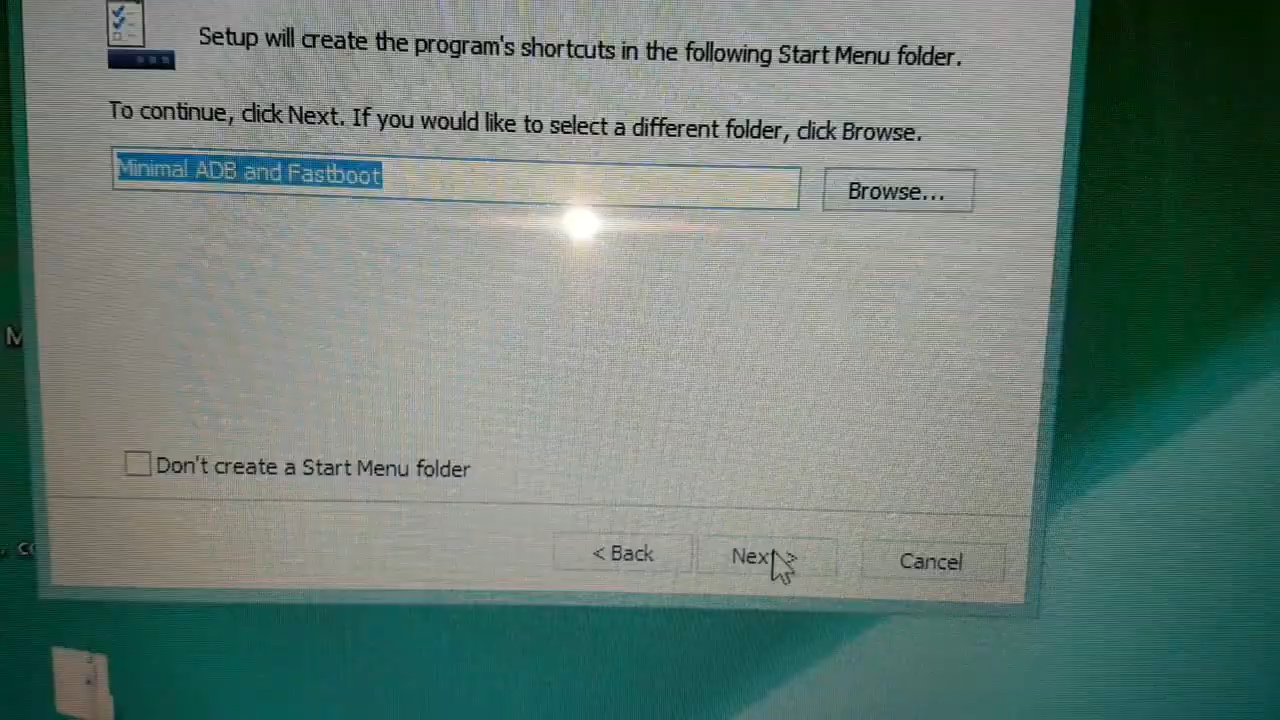 Setup will create the program's shortcuts in the following Start Menu folder.
To continue, click Next. If you would like to select a different folder, click Browse.
Minimal ADB and Fastboot
Browse...
Don't create a Start Menu folder
< Back
Next >
Cancel